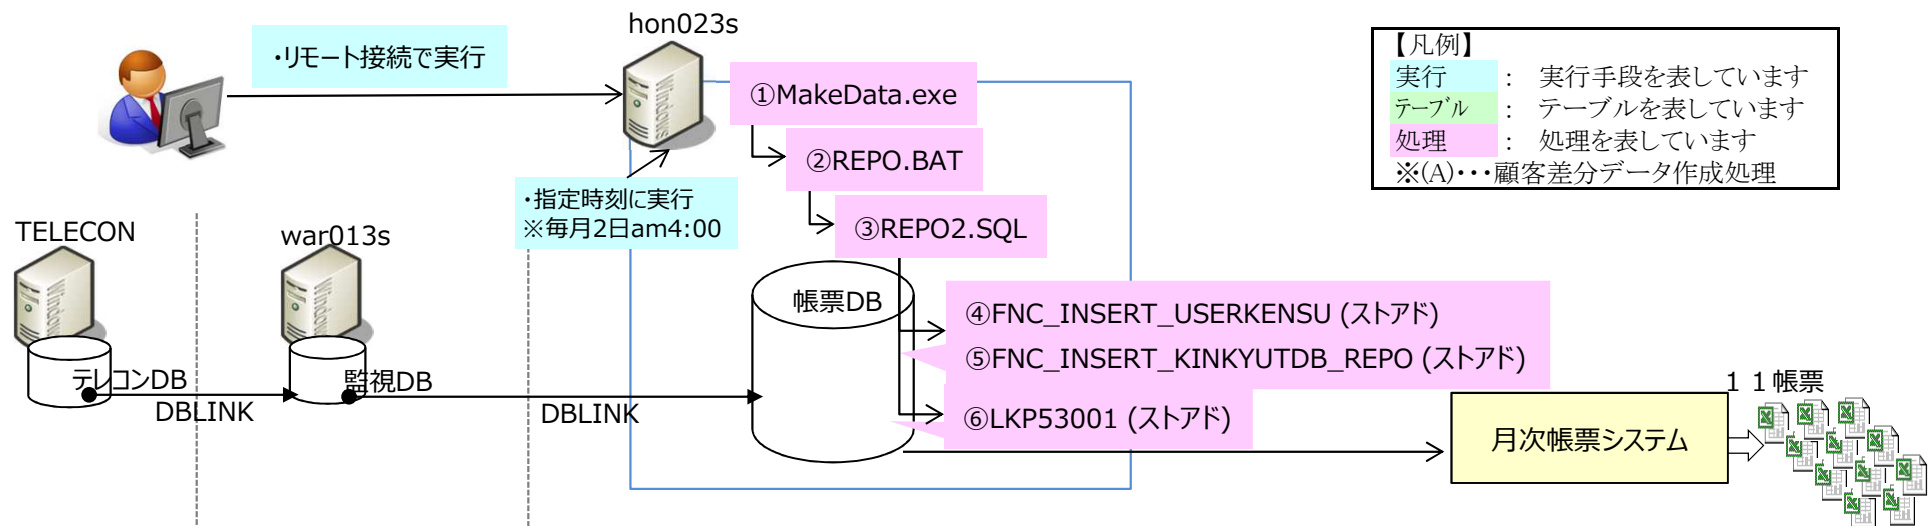 hon023s
・リモート接続で実行
【凡例】
実行 : 実行手段を表しています
テーブル : テーブルを表しています
処理 : 処理を表しています
※(A)・・・顧客差分データ作成処理
①MakeData.exe
②REPO.BAT
・指定時刻に実行
※毎月2日am4:00
③REPO2.SQL
TELECON
war013s
Windows
Windows
Windows
帳票DB
④FNC_INSERT_USERKENSU (ストアド)
⑤FNC_INSERT_KINKYUTDB_REPO (ストアド)
⑥LKP53001 (ストアド)
テレコンDB
監視DB
DBLINK
DBLINK
１１帳票
月次帳票システム